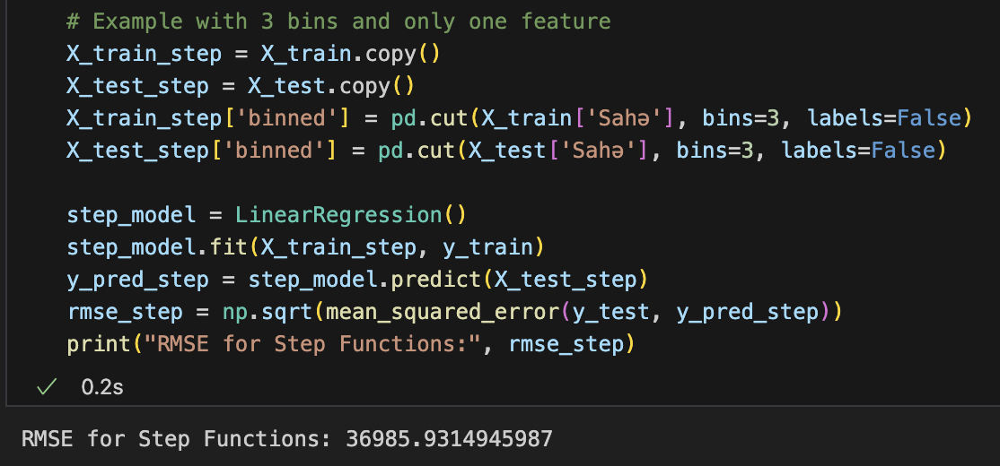 # Example with 3 bins and only one feature
X_train_step = X_train.copy()
X_test_step = X_test.copy()
X_train_step['binned'] = pd.cut(X_train['Sahə'], bins=3, labels=False)
X_test_step['binned'] = pd.cut(X_test['Sahə'], bins=3, labels=False)
step_model = LinearRegression()
step_model.fit(X_train_step, y_train)
y_pred_step = step_model.predict(X_test_step)
rmse_step = np.sqrt(mean_squared_error(y_test, y_pred_step))
print("RMSE for Step Functions:", rmse_step)
0.2s
RMSE for Step Functions: 36985.9314945987